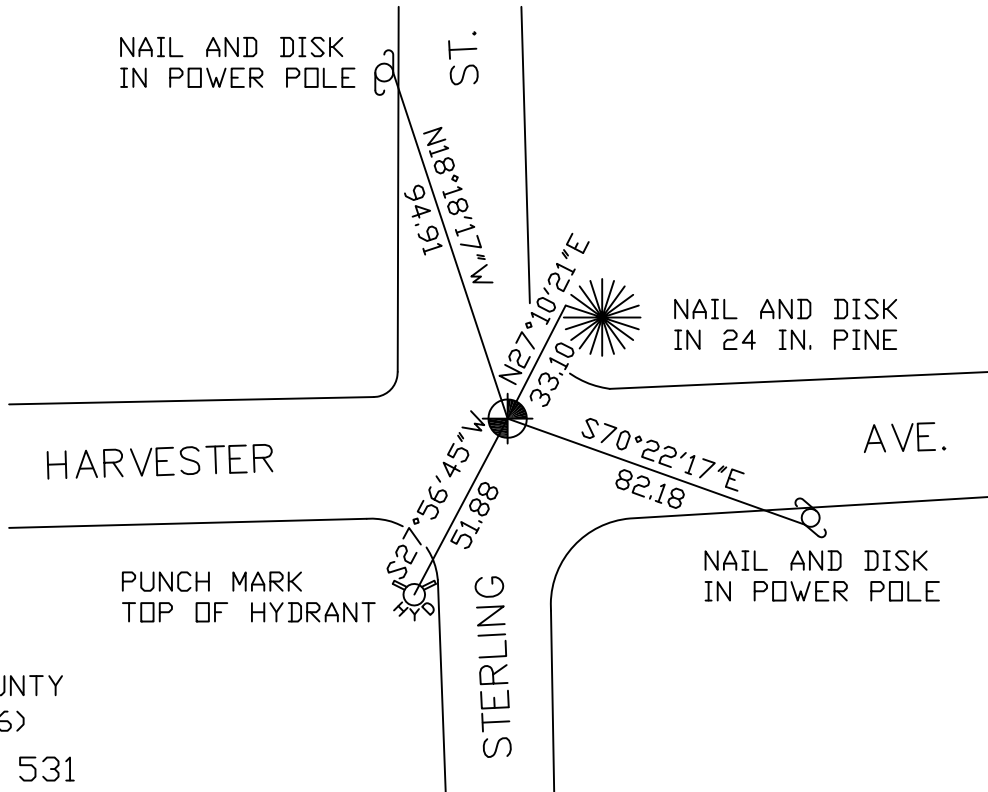 NAIL AND DISK
IN POWER POLE
ST.
N18°18'17"W
94.91
N27°10'21"E
33.10
NAIL AND DISK
IN 24 IN. PINE
HARVESTER
AVE.
S27°56'45"W
51.88
S70°22'17"E
82.18
NAIL AND DISK
IN POWER POLE
PUNCH MARK
TOP OF HYDRANT
HYD
STERLING
UNTY
6)
531